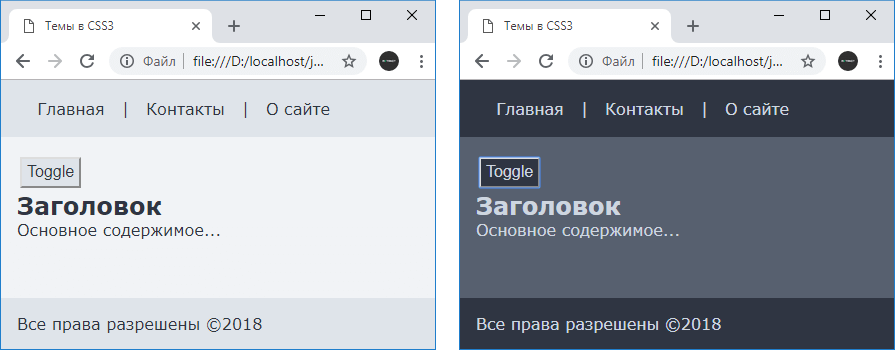 Темы в CSS3
Файл file:///D:/localhost/j...
Главная | Контакты | О сайте
Toggle
Заголовок
Основное содержимое...
Все права разрешены ©2018
Темы в CSS3
Файл file:///D:/localhost/j...
Главная | Контакты | О сайте
Toggle
Заголовок
Основное содержимое...
Все права разрешены ©2018